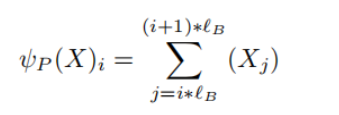 ψ_P(X)_i = \sum_{j=i*ℓ_B}^{(i+1)*ℓ_B} (X_j)